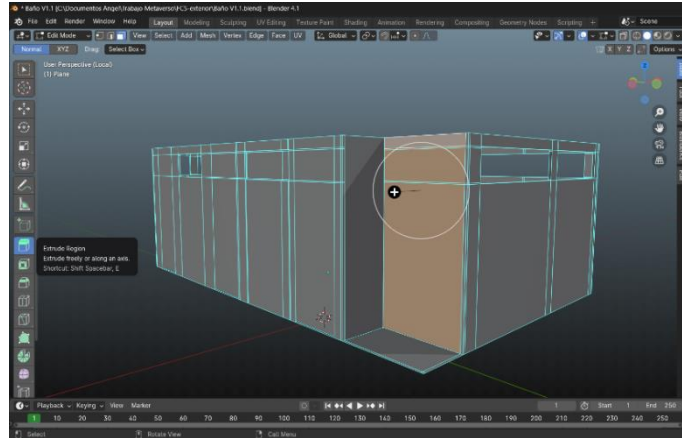 * Baño V1.1 [C:\Documentos Angel\Trabajo Metaverso\FCS-exterior\Baño V1.1.blend] - Blender 4.1
File Edit Render Window Help Layout Modeling Sculpting UV Editing Texture Paint Shading Animation Rendering Compositing Geometry Nodes Scripting + Scene
Edit Mode View Select Add Mesh Vertex Edge Face UV Global
Normal XYZ Drag: Select Box X Y Z Options
User Perspective (Local)
(1) Plane
Extrude Region
Extrude freely or along an axis.
Shortcut: Shift Spacebar, E
Playback Keying View Marker 1 Start 1 End 250
1 10 20 30 40 50 60 70 80 90 100 110 120 130 140 150 160 170 180 190 200 210 220 230 240 250
Select Rotate View Call Menu